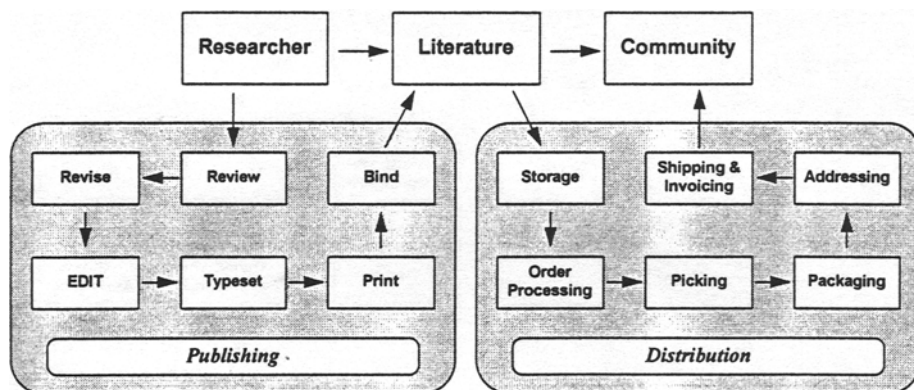 Researcher
Literature
Community
Revise
Review
Bind
EDIT
Typeset
Print
Publishing
Storage
Shipping &
Invoicing
Addressing
Order
Processing
Picking
Packaging
Distribution